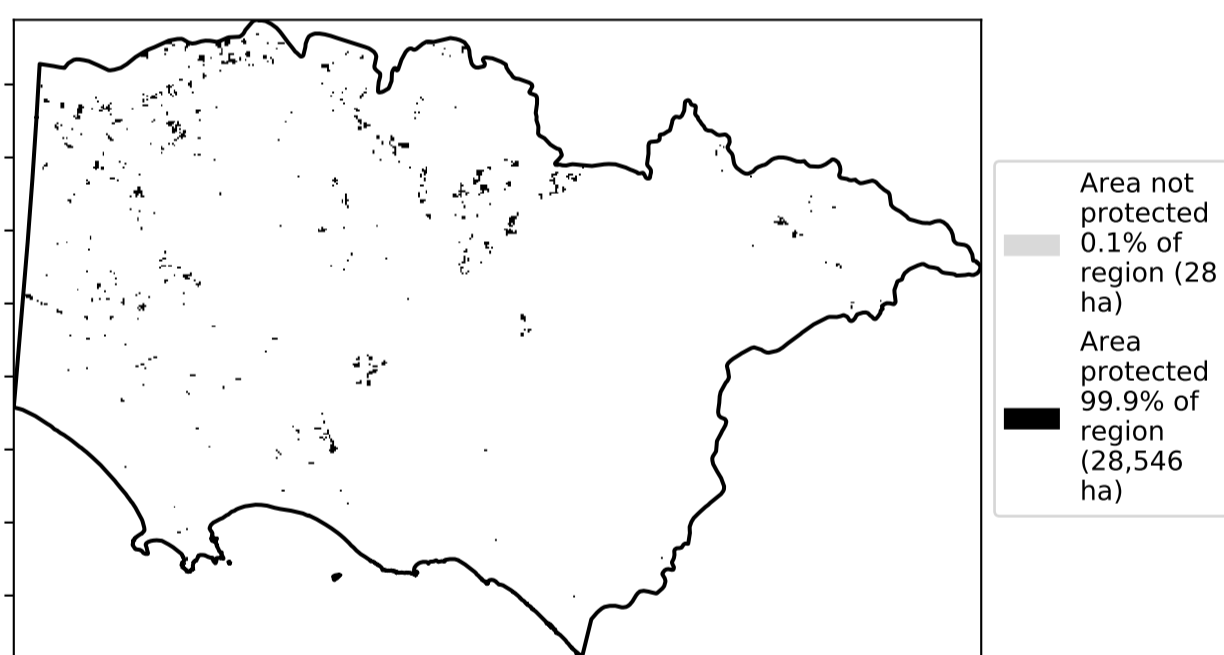 Area not
protected
0.1% of
region (28
ha)
Area
protected
99.9% of
region
(28,546
ha)